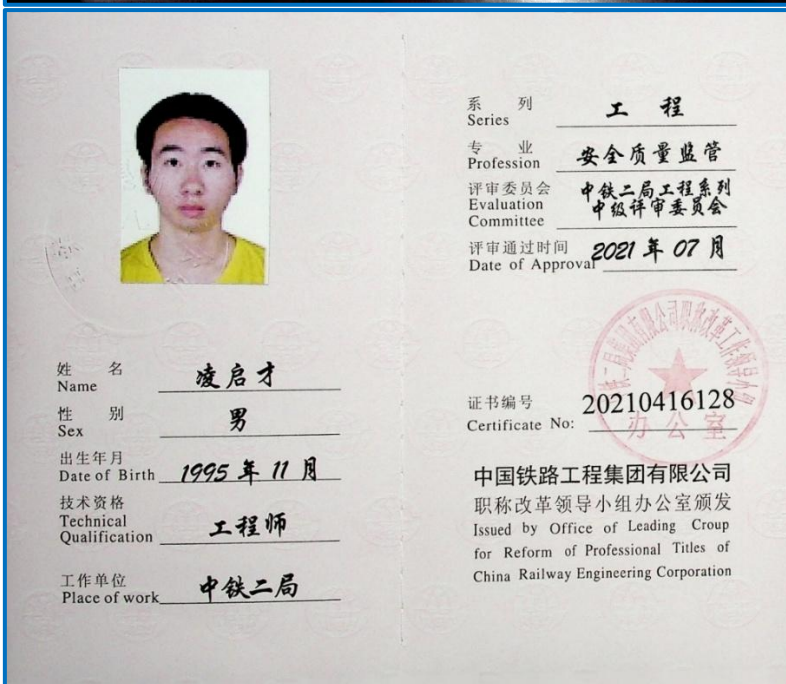 姓 名 凌启才
Name
性 别 男
Sex
出生年月
Date of Birth 1995 年 11 月
技术资格
Technical 工程师
Qualification
工作单位 中铁二局
Place of work
系 列 工 程
Series
专 业 安全质量监管
Profession
评审委员会 中铁二局工程系列
Evaluation 中级评审委员会
Committee
评审通过时间 2021 年 07 月
Date of Approval
证书编号 20210416128
Certificate No:
办公室
中国铁路工程集团有限公司
职称改革领导小组办公室颁发
Issued by Office of Leading Croup
for Reform of Professional Titles of
China Railway Engineering Corporation